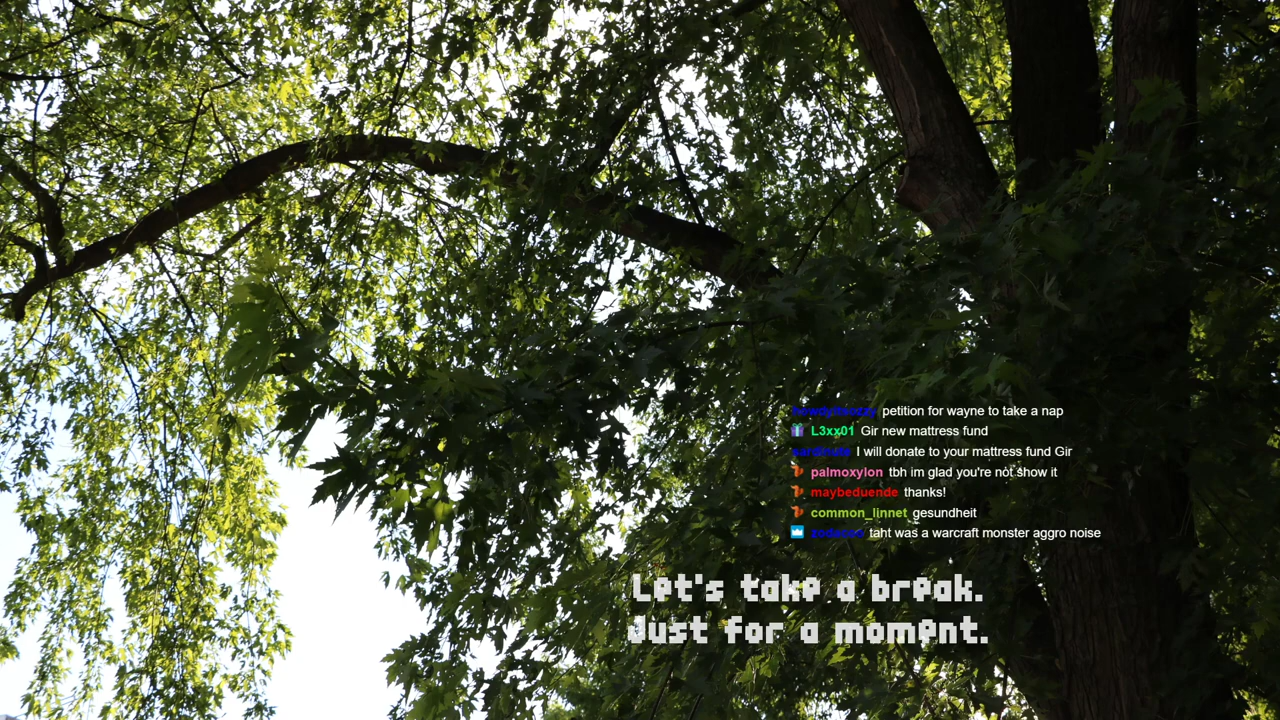 petition for wayne to take a nap
L3xx01 Gir new mattress fund
I will donate to your mattress fund Gir
palmoxylon tbh im glad you're not show it
maybeduende thanks!
common_linnet gesundheit
taht was a warcraft monster aggro noise
Let's take a break.
Just for a moment.